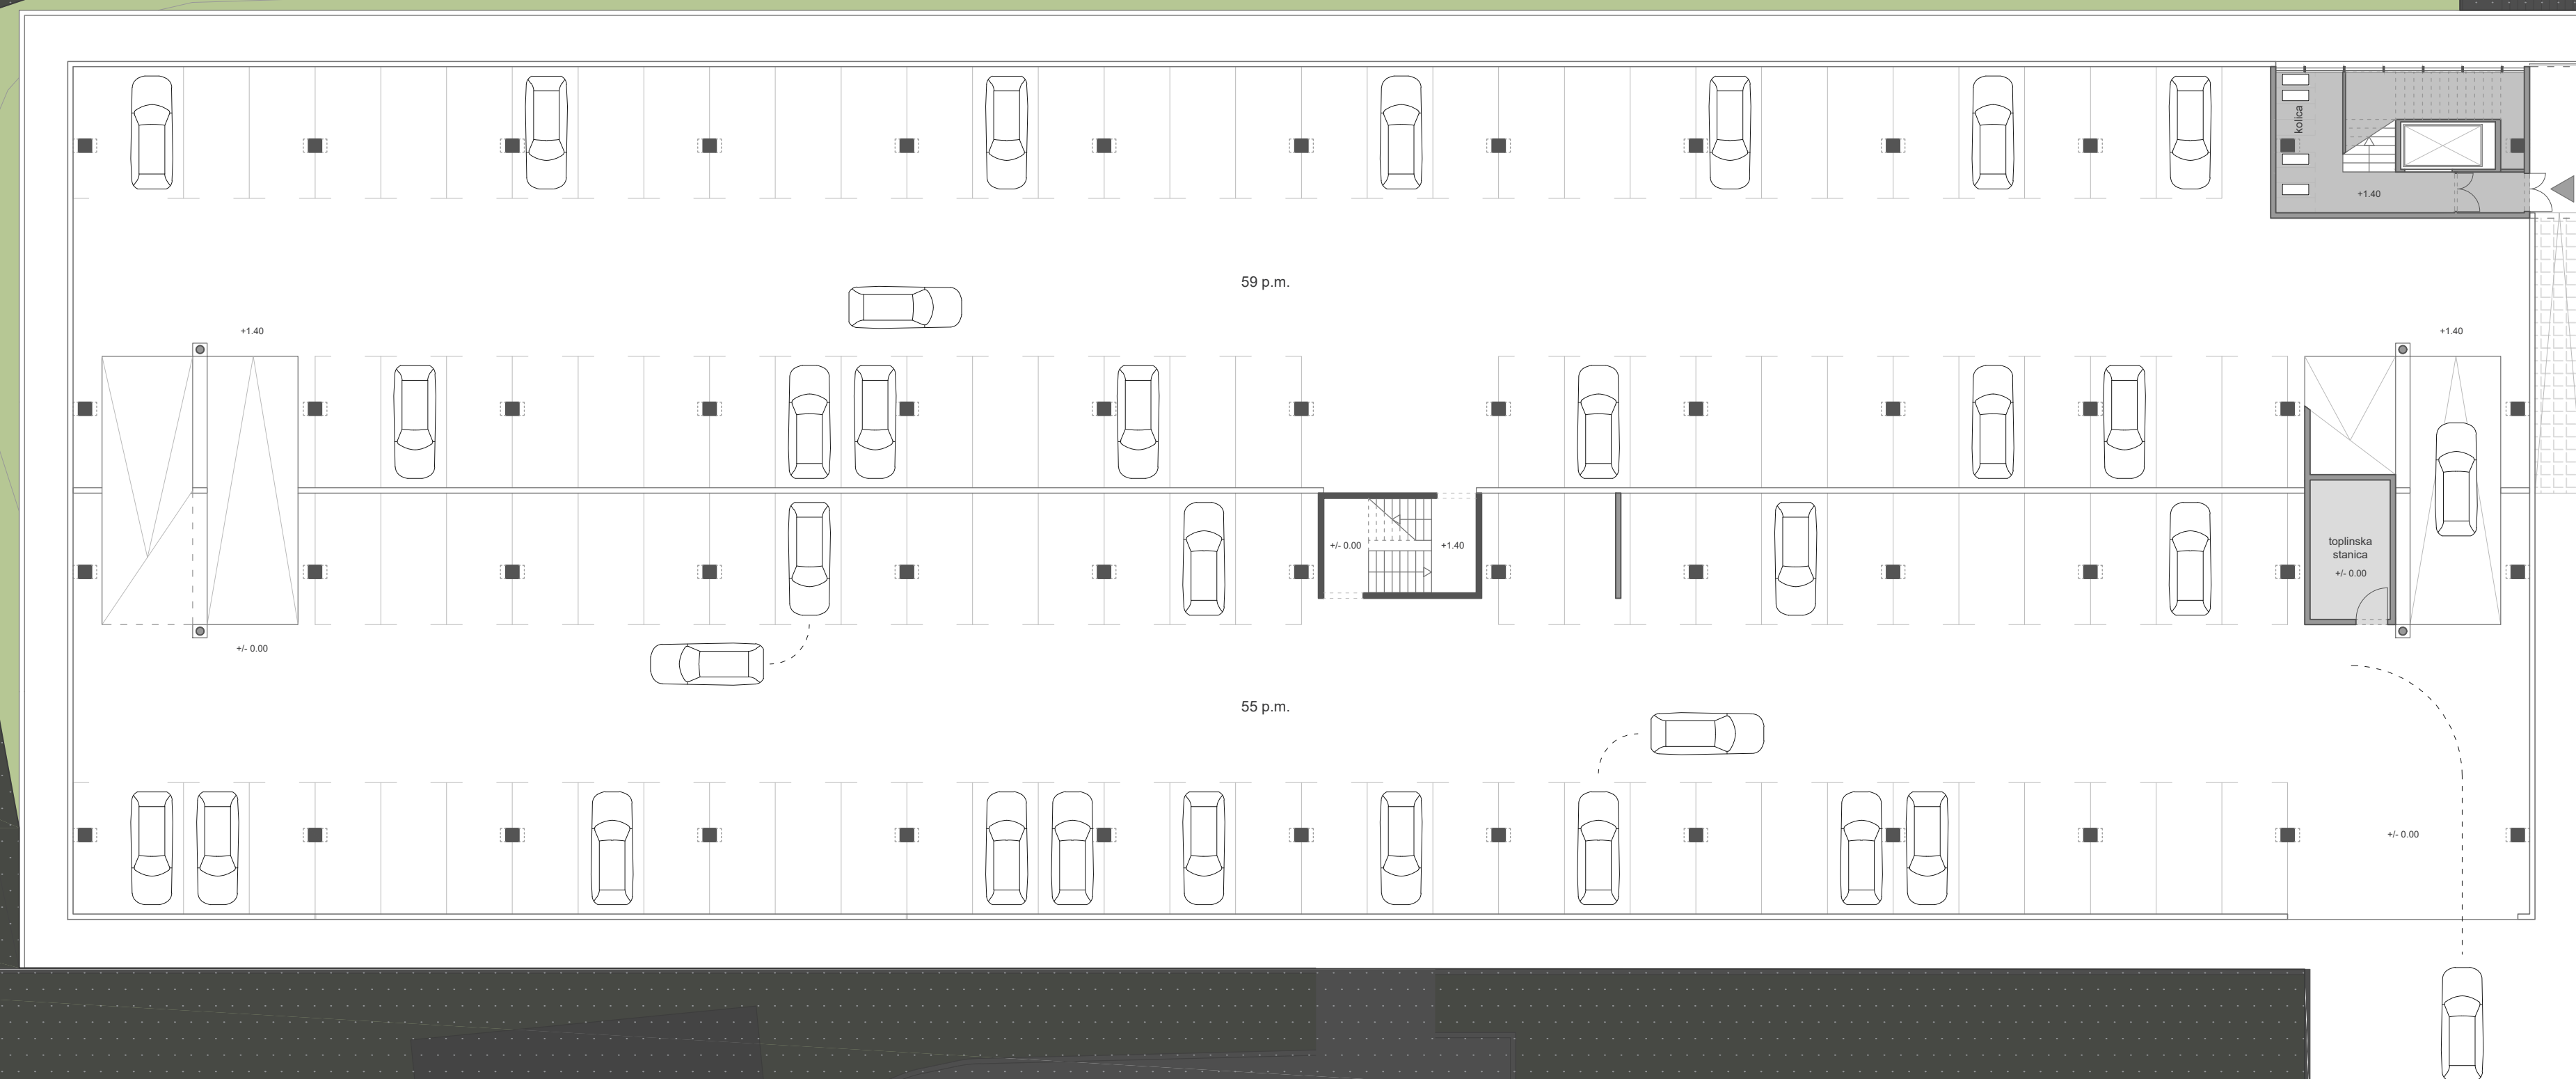 kolica
+1.40
59 p.m.
+1.40
+1.40
+/- 0.00
+1.40
toplinska
stanica
+/- 0.00
+/- 0.00
55 p.m.
+/- 0.00